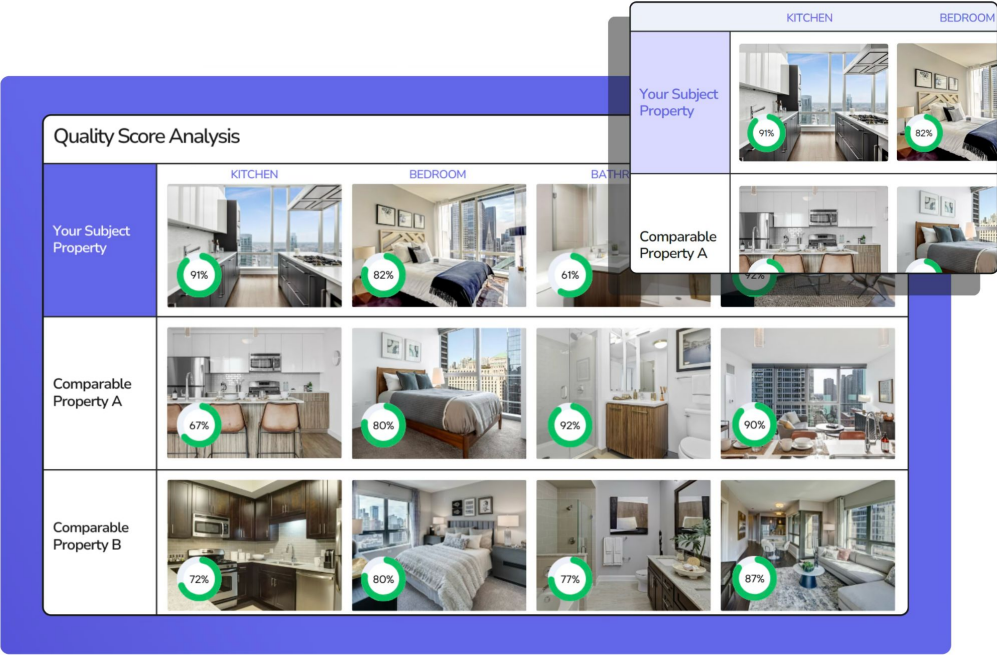 KITCHEN
BEDROOM
Your Subject
Property
91%
82%
Comparable
Property A
Quality Score Analysis
KITCHEN
BEDROOM
Your Subject
Property
91%
82%
61%
92%
Comparable
Property A
67%
80%
92%
90%
Comparable
Property B
72%
80%
77%
87%